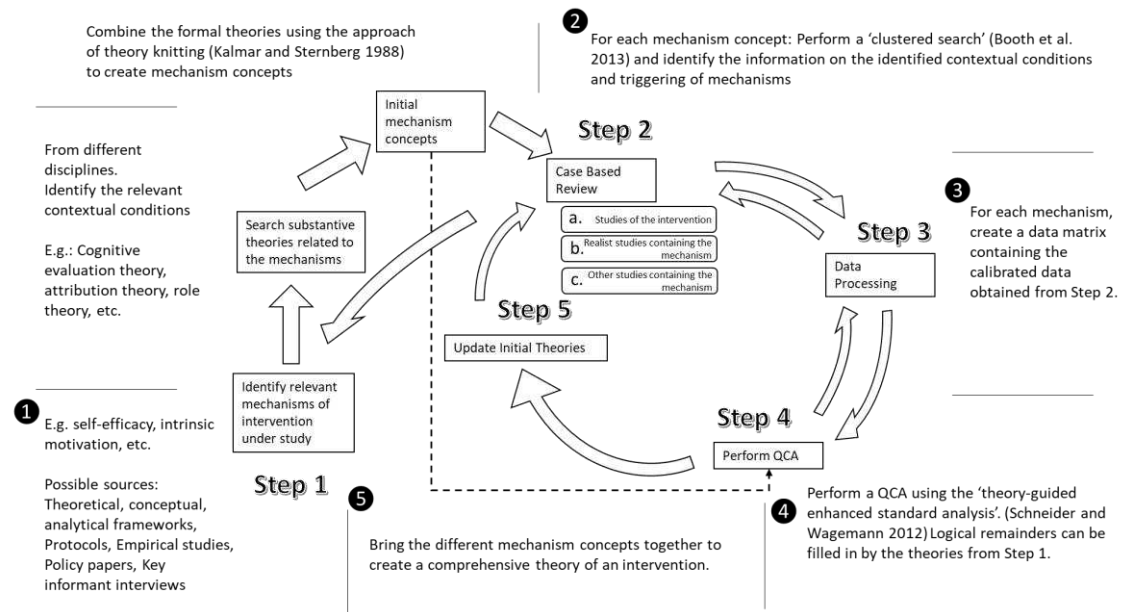 Combine the formal theories using the approach
of theory knitting (Kalmar and Sternberg 1988)
to create mechanism concepts
2
For each mechanism concept: Perform a ‘clustered search’ (Booth et al.
2013) and identify the information on the identified contextual conditions
and triggering of mechanisms
Initial
mechanism
concepts
Step 2
Case Based
Review
a. Studies of the intervention
b. Realist studies containing the
mechanism
c. Other studies containing the
mechanism
From different
disciplines.
Identify the relevant
contextual conditions
E.g.: Cognitive
evaluation theory,
attribution theory, role
theory, etc.
Search substantive
theories related to
the mechanisms
3
For each mechanism,
create a data matrix
containing the
calibrated data
obtained from Step 2.
Step 3
Data
Processing
Step 5
Update Initial Theories
Identify relevant
mechanisms of
intervention
under study
Step 1
1
E.g. self-efficacy, intrinsic
motivation, etc.
Possible sources:
Theoretical, conceptual,
analytical frameworks,
Protocols, Empirical studies,
Policy papers, Key
informant interviews
Step 4
Perform QCA
5
Bring the different mechanism concepts together to
create a comprehensive theory of an intervention.
4
Perform a QCA using the ‘theory-guided
enhanced standard analysis’. (Schneider and
Wagemann 2012) Logical remainders can be
filled in by the theories from Step 1.